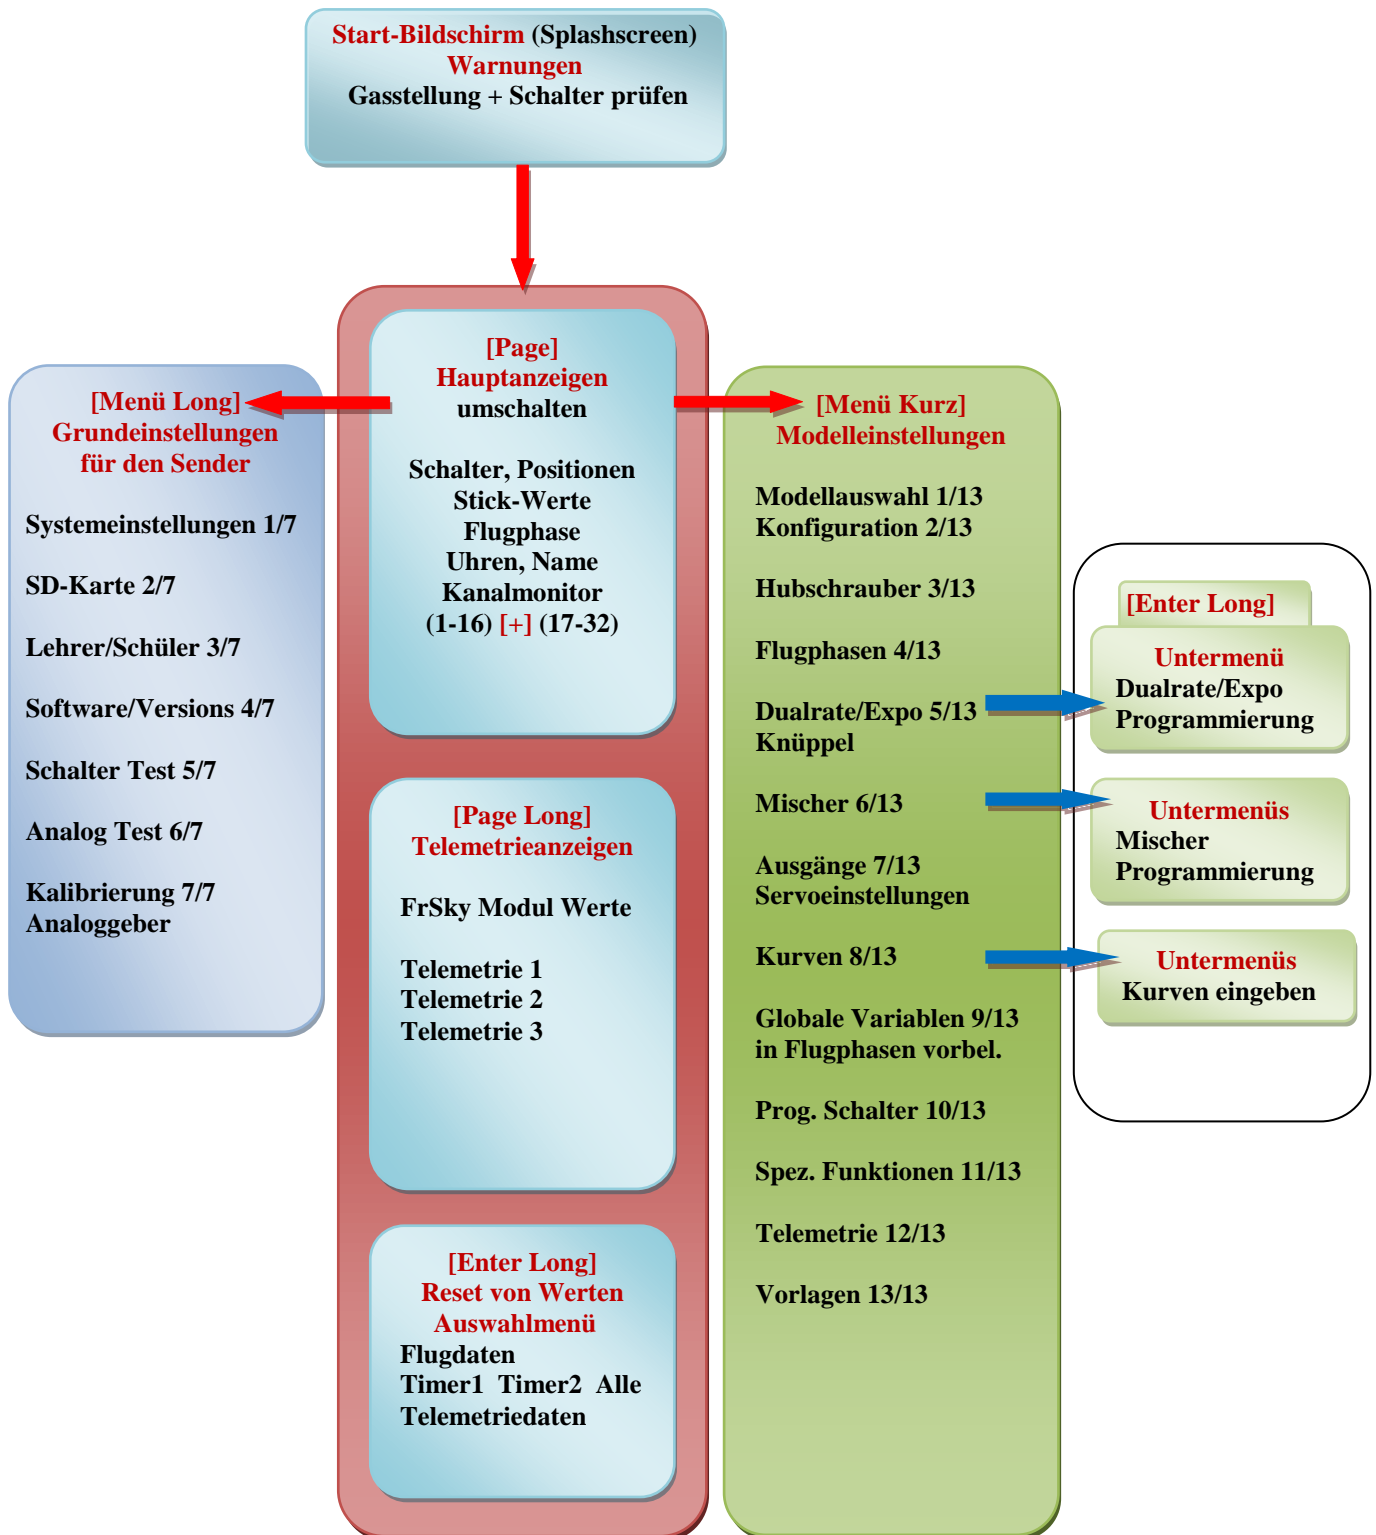 Start-Bildschirm (Splashscreen)
Warnungen
Gasstellung + Schalter prüfen
[Menü Long]
Grundeinstellungen
für den Sender
Systemeinstellungen 1/7
SD-Karte 2/7
Lehrer/Schüler 3/7
Software/Versions 4/7
Schalter Test 5/7
Analog Test 6/7
Kalibrierung 7/7
Analoggeber
[Page]
Hauptanzeigen
umschalten
Schalter, Positionen
Stick-Werte
Flugphase
Uhren, Name
Kanalmonitor
(1-16) [+] (17-32)
[Page Long]
Telemetrieanzeigen
FrSky Modul Werte
Telemetrie 1
Telemetrie 2
Telemetrie 3
[Enter Long]
Reset von Werten
Auswahlmenü
Flugdaten
Timer1 Timer2 Alle
Telemetriedaten
[Menü Kurz]
Modelleinstellungen
Modellauswahl 1/13
Konfiguration 2/13
Hubschrauber 3/13
Flugphasen 4/13
Dualrate/Expo 5/13
Knüppel
Mischer 6/13
Ausgänge 7/13
Servoeinstellungen
Kurven 8/13
Globale Variablen 9/13
in Flugphasen vorbel.
Prog. Schalter 10/13
Spez. Funktionen 11/13
Telemetrie 12/13
Vorlagen 13/13
[Enter Long]
Untermenü
Dualrate/Expo
Programmierung
Untermenüs
Mischer
Programmierung
Untermenüs
Kurven eingeben